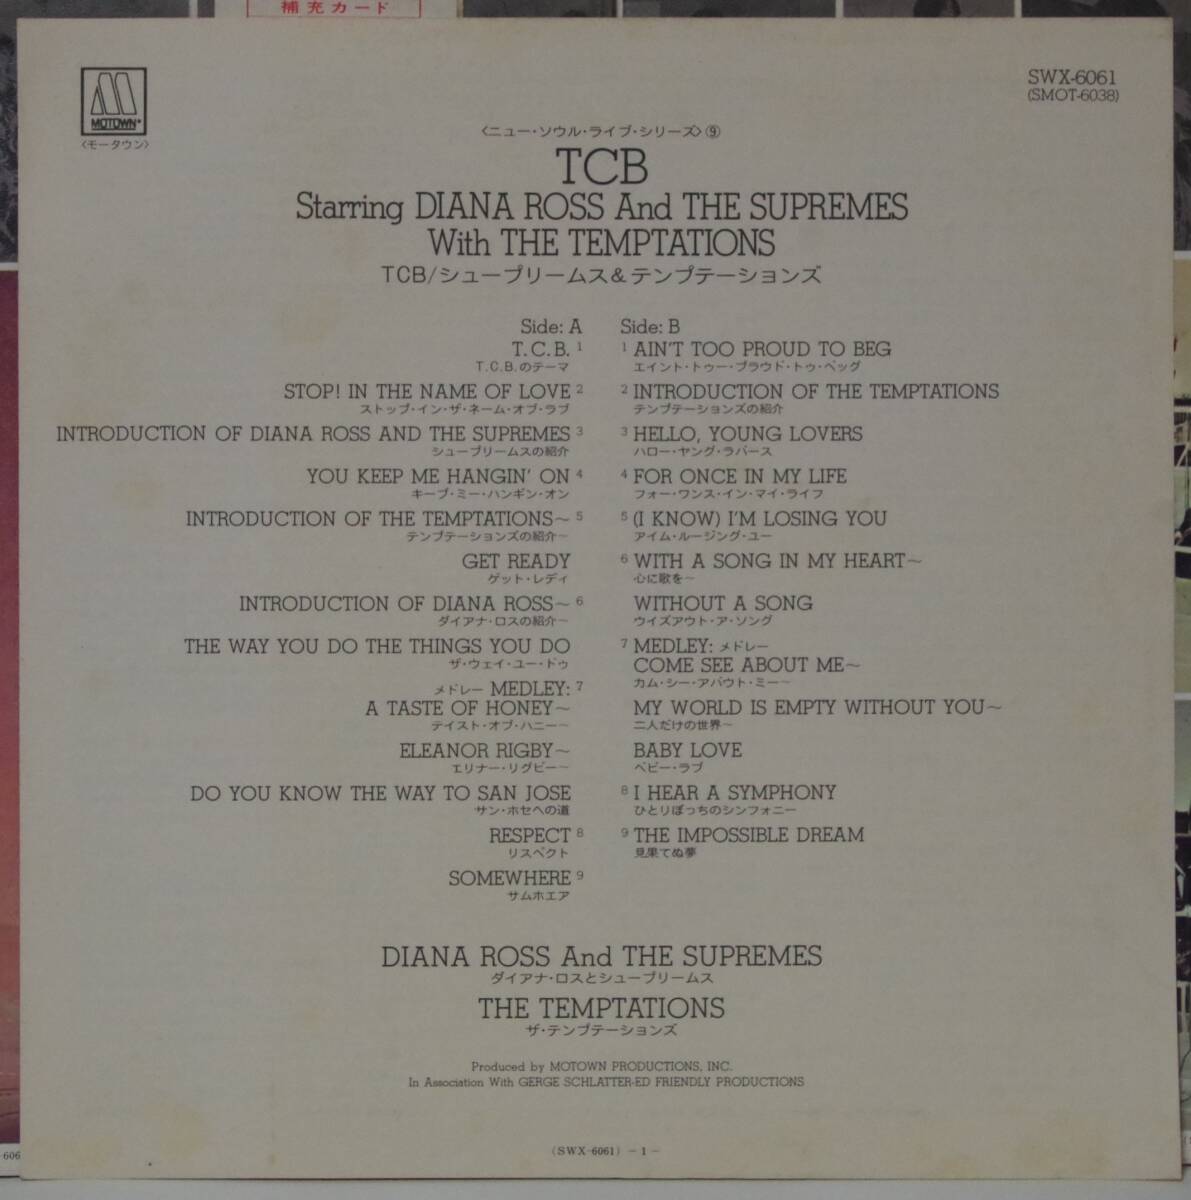 補充カード
MOTOWN
〈モータウン〉
SWX-6061
(SMOT-6038)
〈ニュー・ソウル・ライブ・シリーズ〉⑨
TCB
Starring DIANA ROSS And THE SUPREMES
With THE TEMPTATIONS
TCB/シュープリームス&テンプテーションズ
Side: A
T.C.B. 1
T.C.B.のテーマ
STOP! IN THE NAME OF LOVE 2
ストップ・イン・ザ・ネーム・オブ・ラブ
INTRODUCTION OF DIANA ROSS AND THE SUPREMES 3
シュープリームスの紹介
YOU KEEP ME HANGIN' ON 4
キープ・ミー・ハンギン・オン
INTRODUCTION OF THE TEMPTATIONS~ 5
テンプテーションズの紹介~
GET READY
ゲット・レディ
INTRODUCTION OF DIANA ROSS~ 6
ダイアナ・ロスの紹介~
THE WAY YOU DO THE THINGS YOU DO
ザ・ウェイ・ユー・ドゥ
メドレー MEDLEY: 7
A TASTE OF HONEY~
テイスト・オブ・ハニー~
ELEANOR RIGBY~
エリナー・リグビー~
DO YOU KNOW THE WAY TO SAN JOSE
サン・ホセへの道
RESPECT 8
リスペクト
SOMEWHERE 9
サムホエア
Side: B
1 AIN'T TOO PROUD TO BEG
エイント・トゥー・プラウド・トゥ・ベッグ
2 INTRODUCTION OF THE TEMPTATIONS
テンプテーションズの紹介
3 HELLO, YOUNG LOVERS
ハロー・ヤング・ラバース
4 FOR ONCE IN MY LIFE
フォー・ワンス・イン・マイ・ライフ
5 (I KNOW) I'M LOSING YOU
アイム・ルージング・ユー
6 WITH A SONG IN MY HEART~
心に歌を~
WITHOUT A SONG
ウイズアウト・ア・ソング
7 MEDLEY: メドレー
COME SEE ABOUT ME~
カム・シー・アバウト・ミー~
MY WORLD IS EMPTY WITHOUT YOU~
二人だけの世界~
BABY LOVE
ベビー・ラブ
8 I HEAR A SYMPHONY
ひとりぼっちのシンフォニー
9 THE IMPOSSIBLE DREAM
見果てぬ夢
DIANA ROSS And THE SUPREMES
ダイアナ・ロスとシュープリームス
THE TEMPTATIONS
ザ・テンプテーションズ
Produced by MOTOWN PRODUCTIONS, INC.
In Association With GERGE SCHLATTER-ED FRIENDLY PRODUCTIONS
(SWX-6061) - 1 -